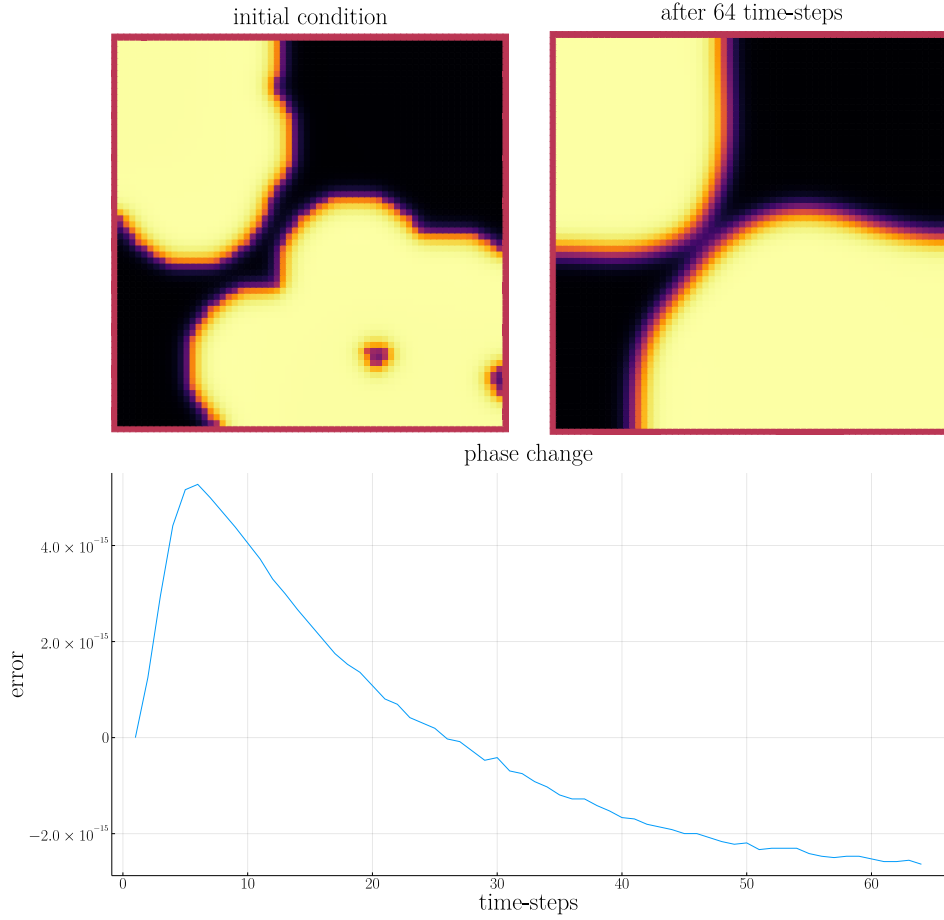 initial condition
after 64 time-steps
phase change
4.0 × 10⁻¹⁵
2.0 × 10⁻¹⁵
0
−2.0 × 10⁻¹⁵
error
0 10 20 30 40 50 60
time-steps